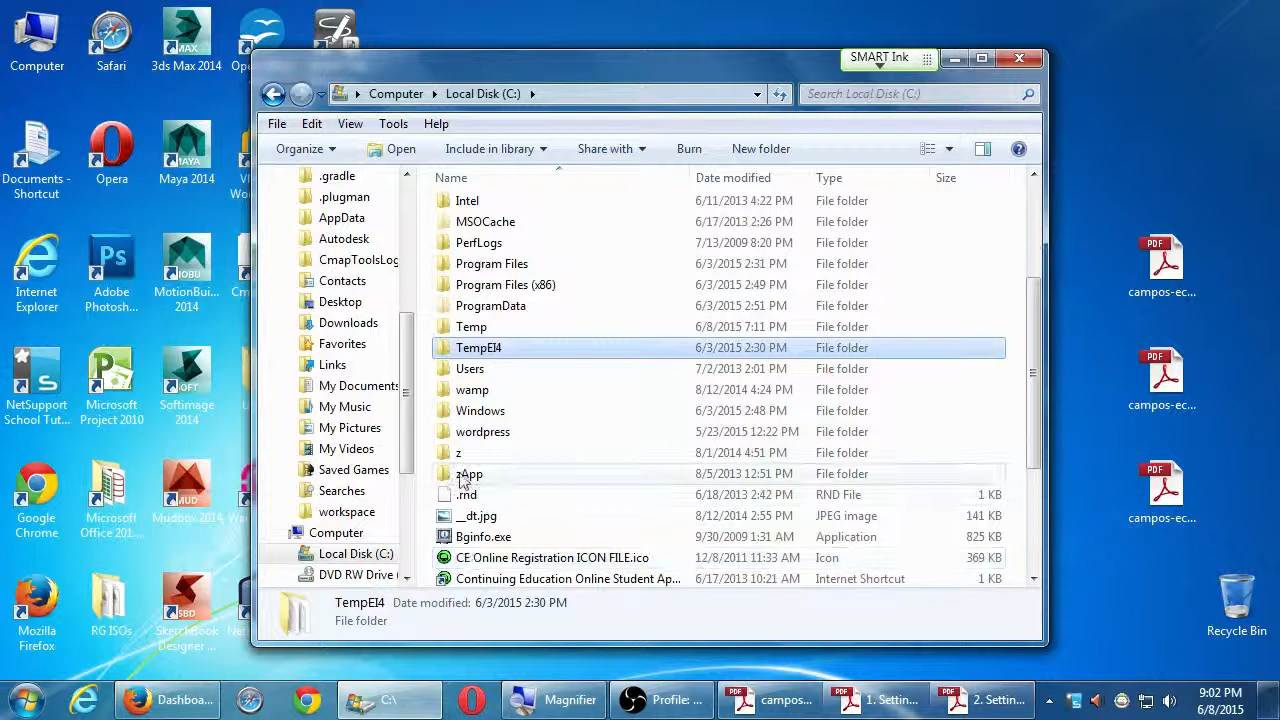 SMART Ink
Computer Local Disk (C:)
Search Local Disk (C:)
File Edit View Tools Help
Organize Open Include in library Share with Burn New folder
Name Date modified Type Size
.gradle
.plugman
AppData
Autodesk
CmapToolsLog
Contacts
Desktop
Downloads
Favorites
Links
My Documents
My Music
My Pictures
My Videos
Saved Games
Searches
workspace
Computer
Local Disk (C:)
DVD RW Drive
Intel 6/11/2013 4:22 PM File folder
MSOCache 6/17/2013 2:26 PM File folder
PerfLogs 7/13/2009 8:20 PM File folder
Program Files 6/3/2015 2:31 PM File folder
Program Files (x86) 6/3/2015 2:49 PM File folder
ProgramData 6/3/2015 2:51 PM File folder
Temp 6/8/2015 7:11 PM File folder
TempEI4 6/3/2015 2:30 PM File folder
Users 7/2/2013 2:01 PM File folder
wamp 8/12/2014 4:24 PM File folder
Windows 6/3/2015 2:48 PM File folder
wordpress 5/23/2015 12:22 PM File folder
z 8/1/2014 4:51 PM File folder
zApp 8/5/2013 12:51 PM File folder
.rnd 6/18/2013 2:42 PM RND File 1 KB
__dt.jpg 8/12/2014 2:55 PM JPEG image 141 KB
Bginfo.exe 9/30/2009 1:31 AM Application 825 KB
CE Online Registration ICON FILE.ico 12/8/2011 11:33 AM Icon 369 KB
Continuing Education Online Student Ap... 6/17/2013 10:21 AM Internet Shortcut 1 KB
TempEI4 Date modified: 6/3/2015 2:30 PM
File folder
Computer
Safari
3ds Max 2014
Documents -
Shortcut
Opera
Maya 2014
Internet
Explorer
Adobe
Photosh...
MotionBui...
2014
NetSupport
School Tut...
Microsoft
Project 2010
Softimage
2014
Google
Chrome
Microsoft
Office 201...
Mudbox 2014
Mozilla
Firefox
RG ISOs
SketchBook
Designer ...
PDF
campos-ec...
PDF
campos-ec...
PDF
campos-ec...
Recycle Bin
Dashboa...
C:\
Magnifier
Profile: ...
campos...
1. Settin...
2. Settin...
9:02 PM
6/8/2015